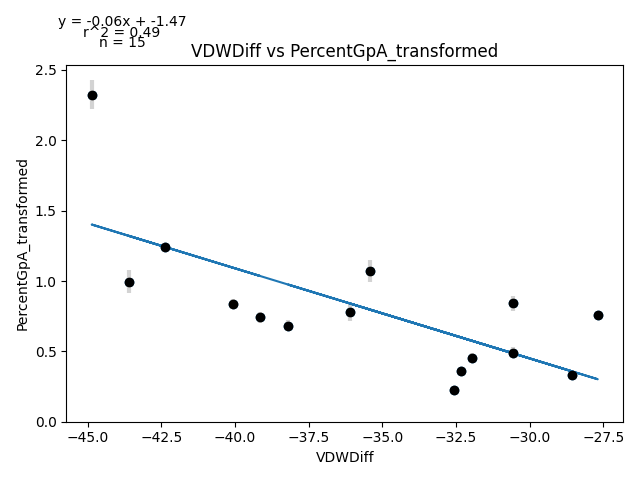 y = -0.06x + -1.47
r^2 = 0.49
n = 15
VDWDiff vs PercentGpA_transformed
2.5
2.0
1.5
1.0
0.5
0.0
PercentGpA_transformed
−45.0 −42.5 −40.0 −37.5 −35.0 −32.5 −30.0 −27.5
VDWDiff